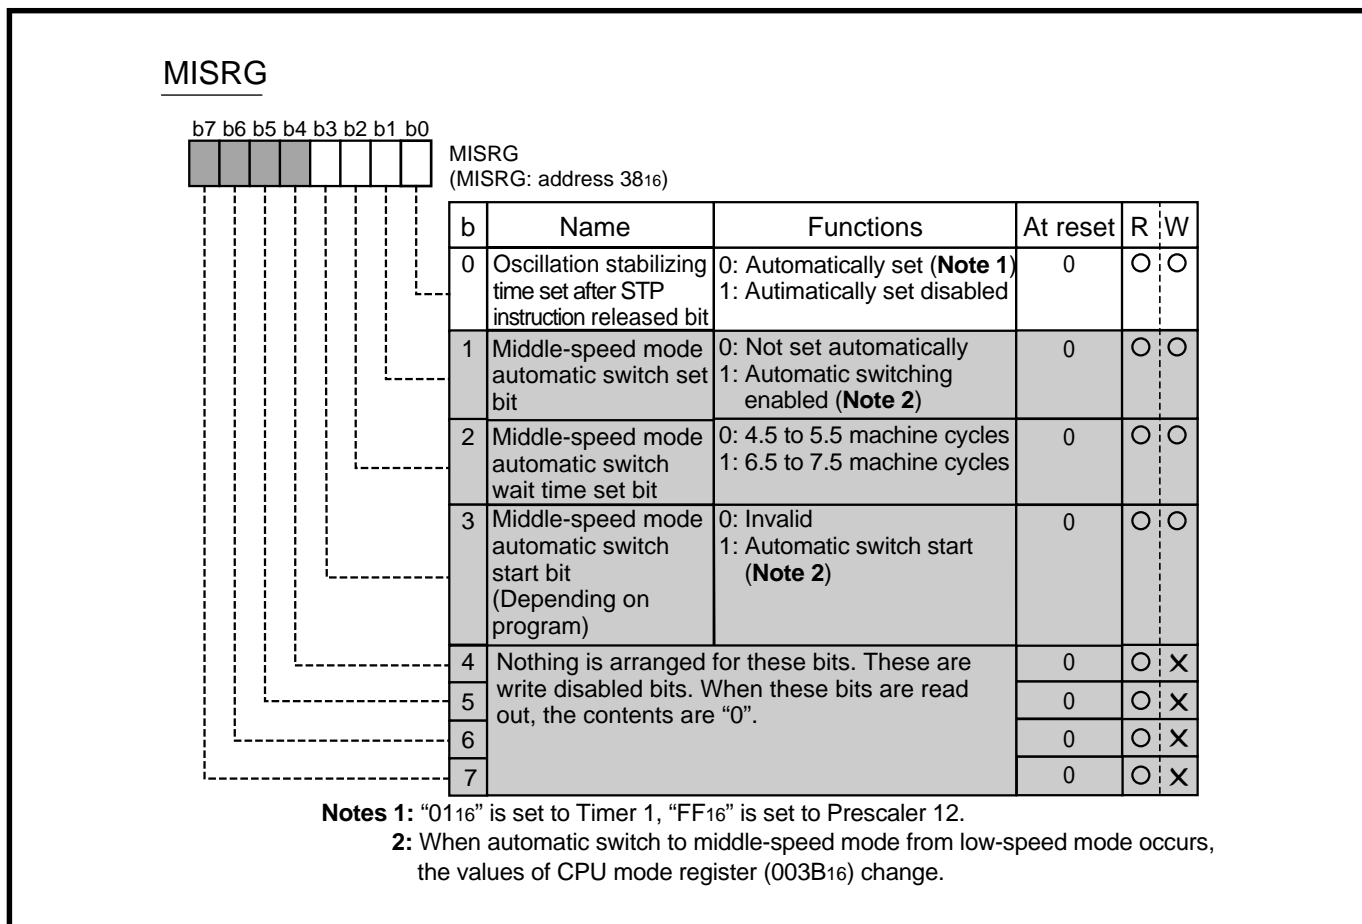 MISRG
b7 b6 b5 b4 b3 b2 b1 b0
MISRG
(MISRG: address 3816)
b Name Functions At reset R W
0 Oscillation stabilizing time set after STP instruction released bit 0: Automatically set (Note 1) 1: Autimatically set disabled 0 O O
1 Middle-speed mode automatic switch set bit 0: Not set automatically 1: Automatic switching enabled (Note 2) 0 O O
2 Middle-speed mode automatic switch wait time set bit 0: 4.5 to 5.5 machine cycles 1: 6.5 to 7.5 machine cycles 0 O O
3 Middle-speed mode automatic switch start bit (Depending on program) 0: Invalid 1: Automatic switch start (Note 2) 0 O O
4 Nothing is arranged for these bits. These are 0 O X
5 write disabled bits. When these bits are read out, the contents are “0”. 0 O X
6 0 O X
7 0 O X
Notes 1: “0116” is set to Timer 1, “FF16” is set to Prescaler 12.
2: When automatic switch to middle-speed mode from low-speed mode occurs,
the values of CPU mode register (003B16) change.